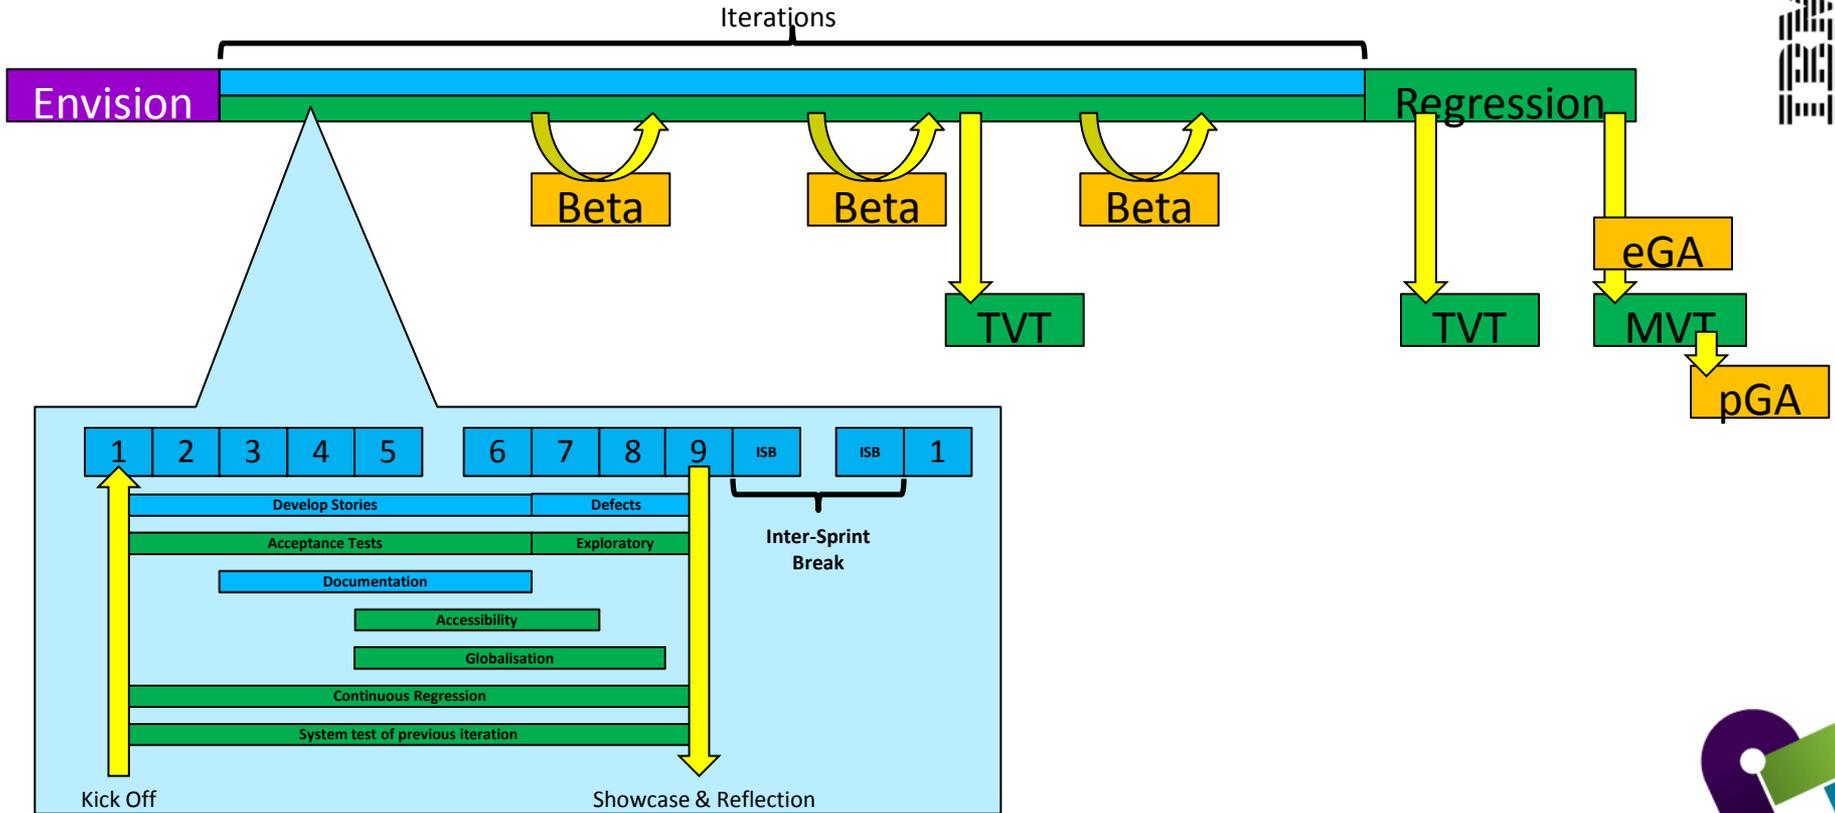 Iterations
IBM
Envision
Regression
Beta
Beta
Beta
eGA
TVT
TVT
MVT
pGA
1 2 3 4 5 6 7 8 9 ISB ISB 1
Develop Stories
Defects
Acceptance Tests
Exploratory
Inter-Sprint
Break
Documentation
Accessibility
Globalisation
Continuous Regression
System test of previous iteration
Kick Off
Showcase & Reflection